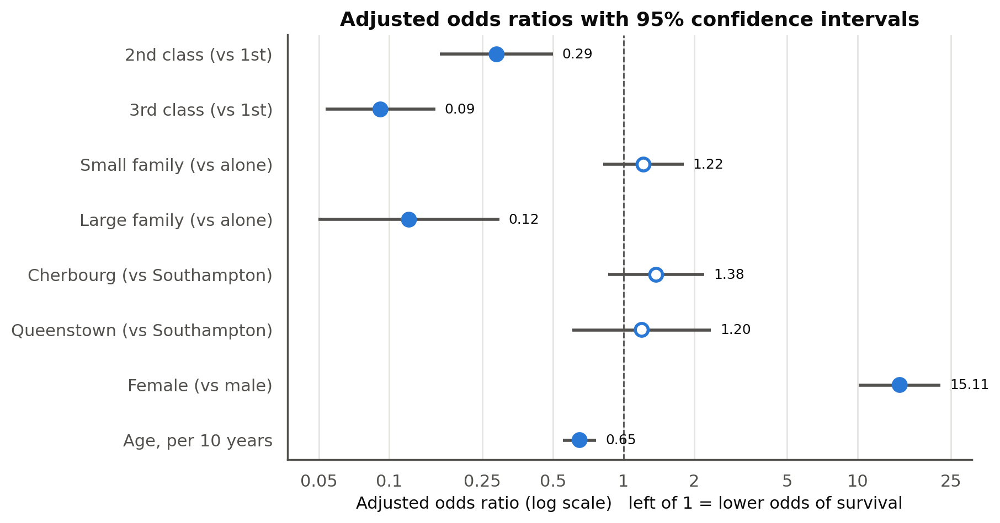 Adjusted odds ratios with 95% confidence intervals
2nd class (vs 1st)
0.29
3rd class (vs 1st)
0.09
Small family (vs alone)
1.22
Large family (vs alone)
0.12
Cherbourg (vs Southampton)
1.38
Queenstown (vs Southampton)
1.20
Female (vs male)
15.11
Age, per 10 years
0.65
0.05 0.1 0.25 0.5 1 2 5 10 25
Adjusted odds ratio (log scale) left of 1 = lower odds of survival